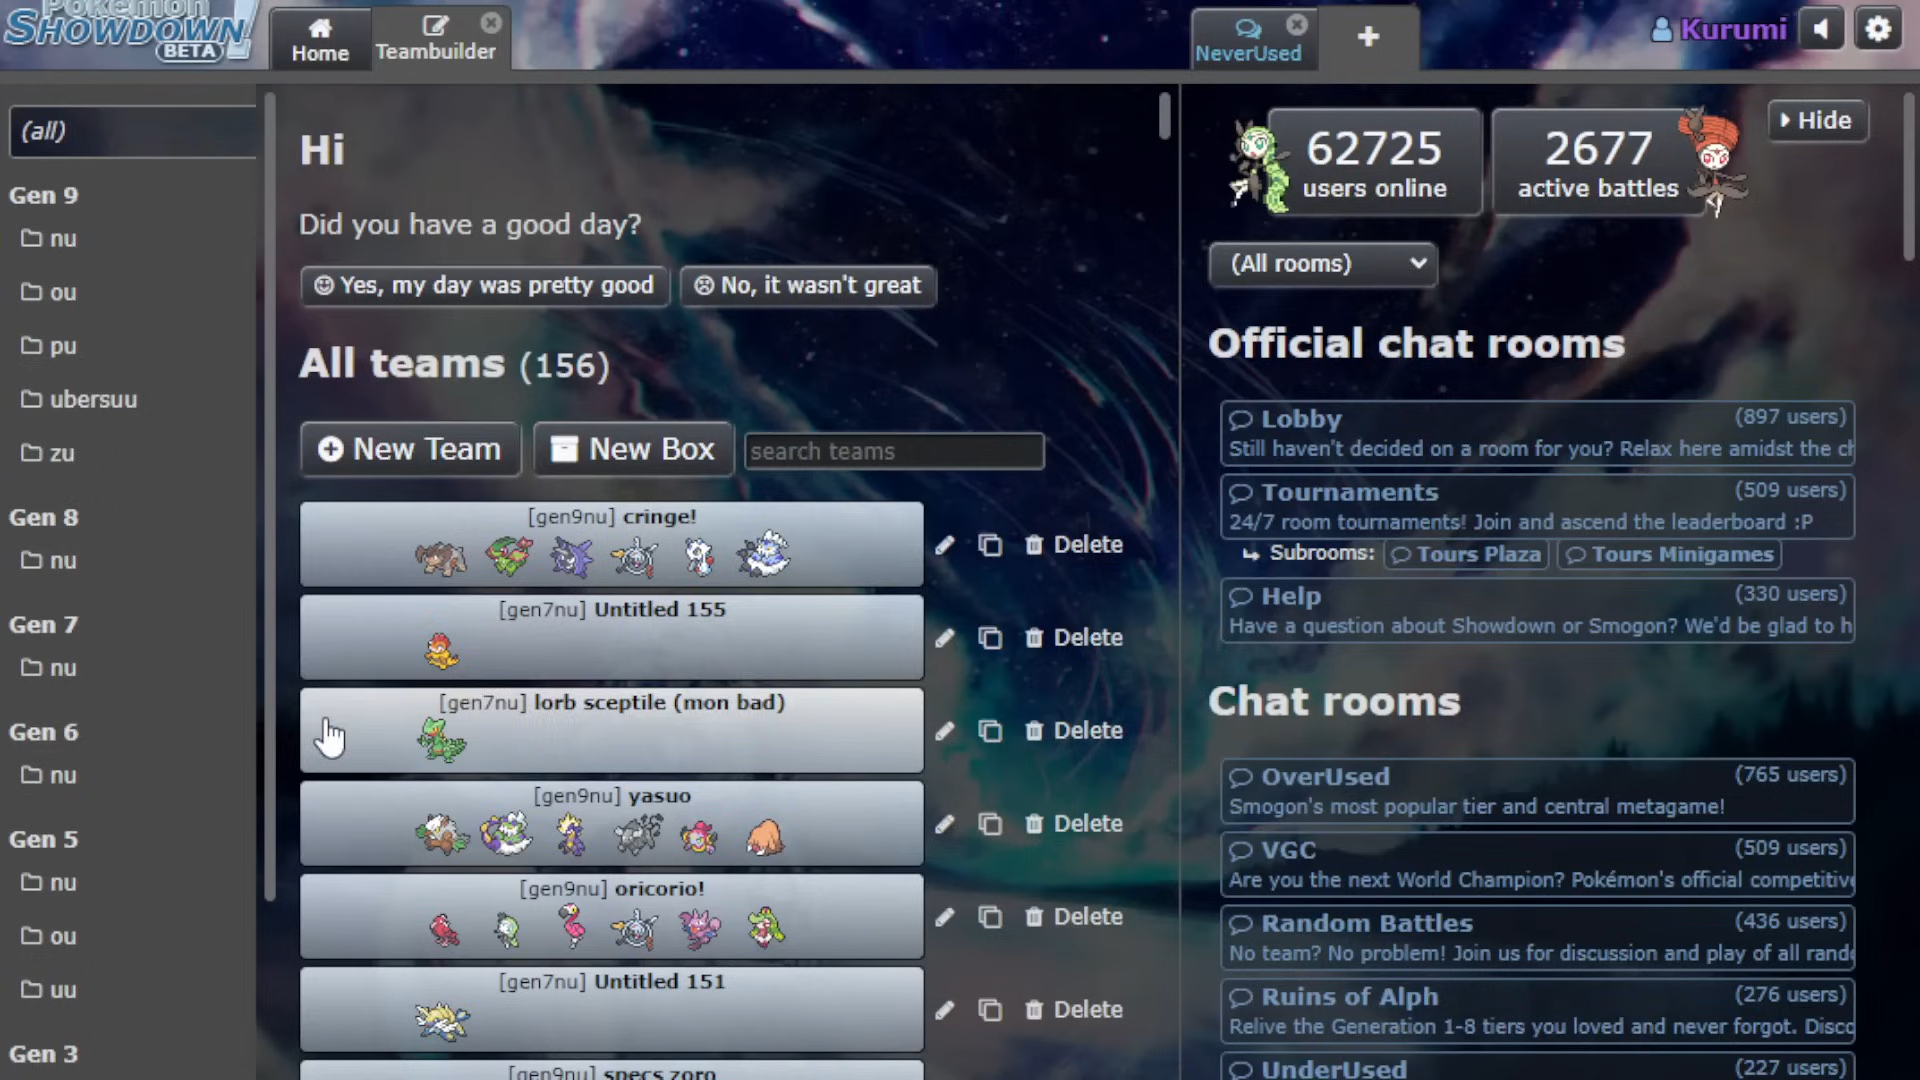 Pokémon
SHOWDOWN!
BETA
Home
Teambuilder
NeverUsed
Kurumi
(all)
Gen 9
nu
ou
pu
ubersuu
zu
Gen 8
nu
Gen 7
nu
Gen 6
nu
Gen 5
nu
ou
uu
Gen 3
Hi
Did you have a good day?
Yes, my day was pretty good
No, it wasn't great
All teams (156)
New Team
New Box
search teams
[gen9nu] cringe!
Delete
[gen7nu] Untitled 155
Delete
[gen7nu] lorb sceptile (mon bad)
Delete
[gen9nu] yasuo
Delete
[gen9nu] oricorio!
Delete
[gen7nu] Untitled 151
Delete
[gen9nu] specs zoro
62725
users online
2677
active battles
Hide
(All rooms)
Official chat rooms
Lobby (897 users)
Still haven't decided on a room for you? Relax here amidst the ch
Tournaments (509 users)
24/7 room tournaments! Join and ascend the leaderboard :P
Subrooms: Tours Plaza Tours Minigames
Help (330 users)
Have a question about Showdown or Smogon? We'd be glad to h
Chat rooms
OverUsed (765 users)
Smogon's most popular tier and central metagame!
VGC (509 users)
Are you the next World Champion? Pokémon's official competitive
Random Battles (436 users)
No team? No problem! Join us for discussion and play of all rand
Ruins of Alph (276 users)
Relive the Generation 1-8 tiers you loved and never forgot. Disco
UnderUsed (227 users)